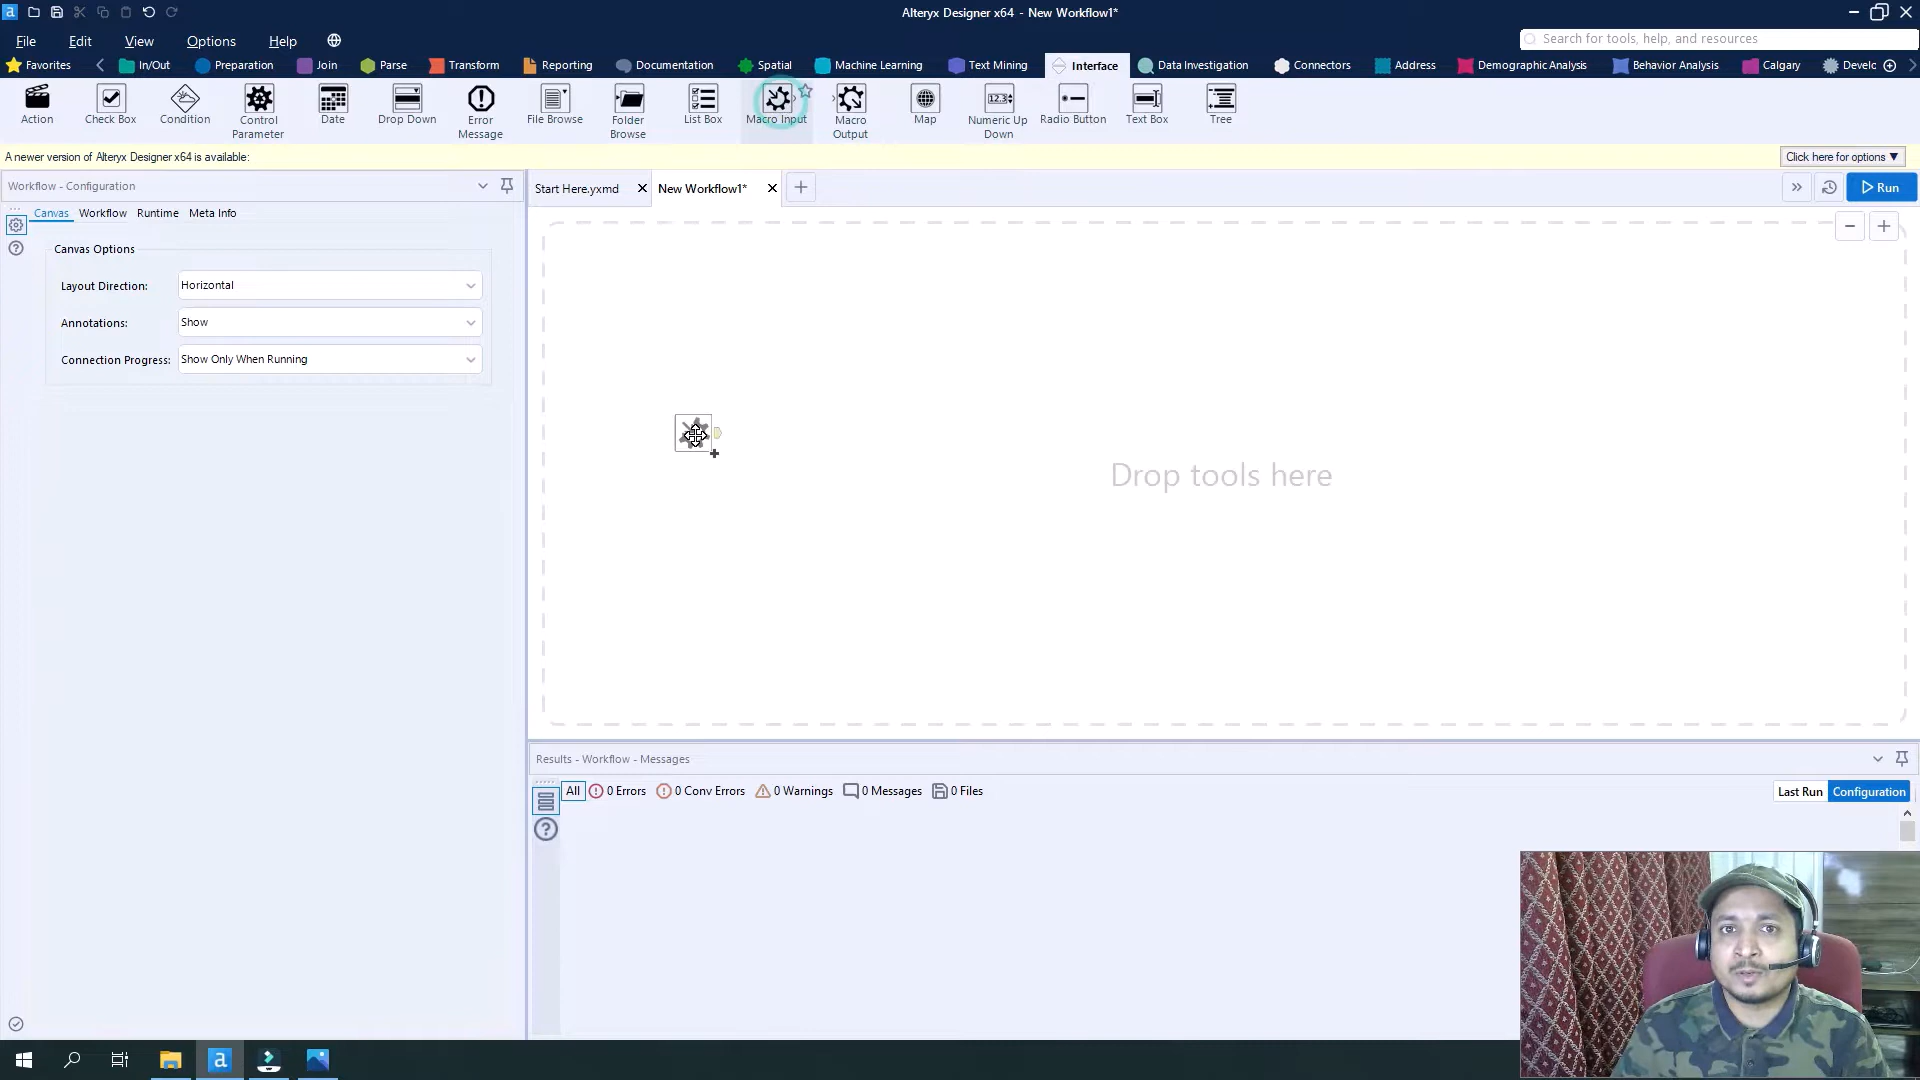 Alteryx Designer x64 - New Workflow1*
File Edit View Options Help
Search for tools, help, and resources
Favorites In/Out Preparation Join Parse Transform Reporting Documentation Spatial Machine Learning Text Mining Interface Data Investigation Connectors Address Demographic Analysis Behavior Analysis Calgary Develo
Action Check Box Condition Control Parameter Date Drop Down Error Message File Browse Folder Browse List Box Macro Input Macro Output Map Numeric Up Down Radio Button Text Box Tree
12.3
A newer version of Alteryx Designer x64 is available:
Click here for options ▼
Workflow - Configuration
Start Here.yxmd New Workflow1*
Run
Canvas Workflow Runtime Meta Info
Canvas Options
Layout Direction: Horizontal
Annotations: Show
Connection Progress: Show Only When Running
Drop tools here
Results - Workflow - Messages
All 0 Errors 0 Conv Errors 0 Warnings 0 Messages 0 Files
Last Run Configuration